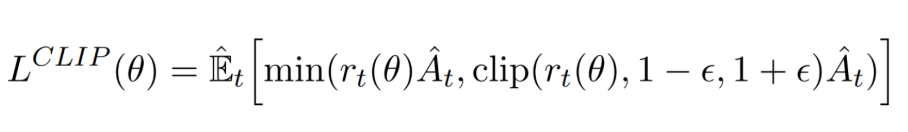 L^{CLIP}(θ) = 𝔼̂_t[min(r_t(θ)Â_t, clip(r_t(θ), 1 − ϵ, 1 + ϵ)Â_t)]